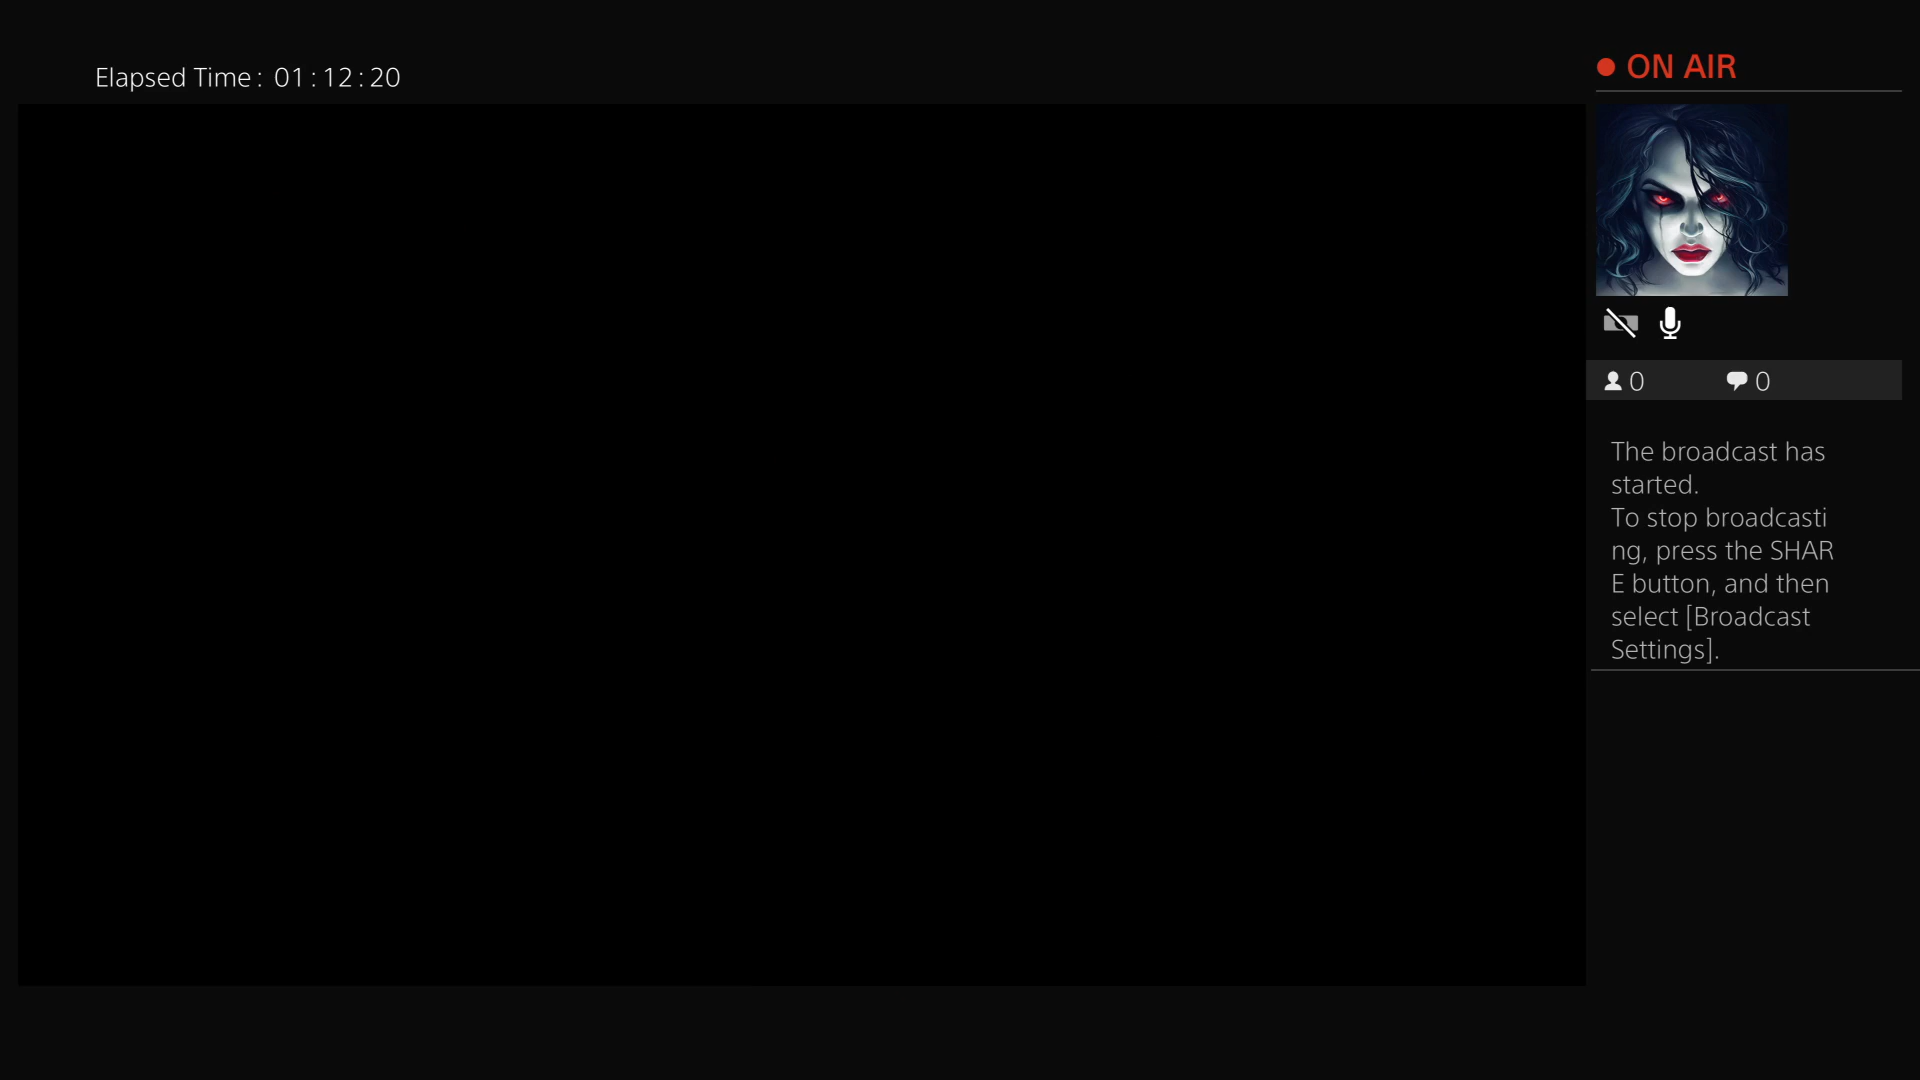 Elapsed Time: 01:12:20
ON AIR
0 0
The broadcast has
started.
To stop broadcasti
ng, press the SHAR
E button, and then
select [Broadcast
Settings].